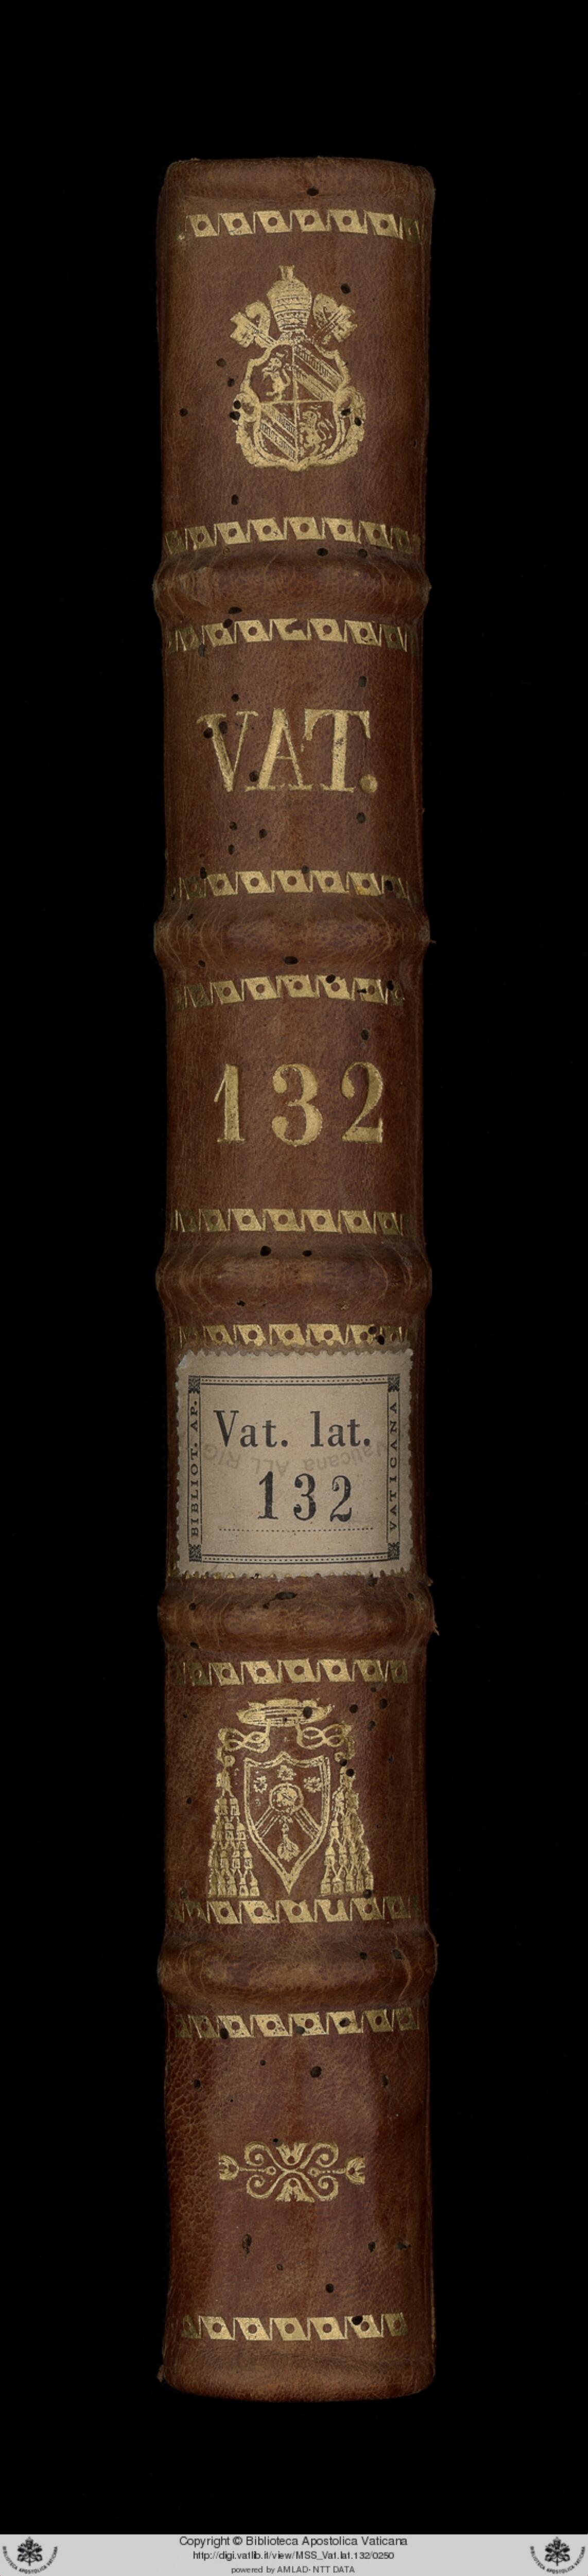 VAT.
132
BIBLIOT. AP.
VATICANA
Vat. lat.
132
Copyright © Biblioteca Apostolica Vaticana
http://digi.vatlib.it/view/MSS_Vat.lat.132/0250
powered by AMLAD-NTT DATA